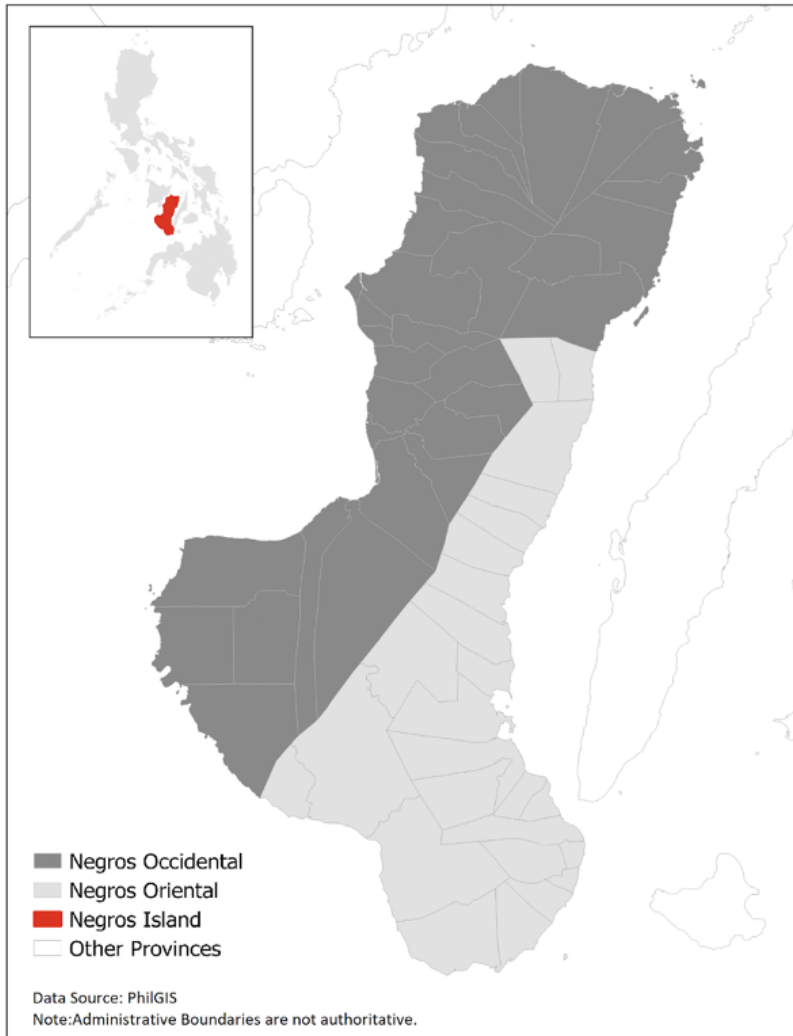 Negros Occidental
Negros Oriental
Negros Island
Other Provinces
Data Source: PhilGIS
Note:Administrative Boundaries are not authoritative.